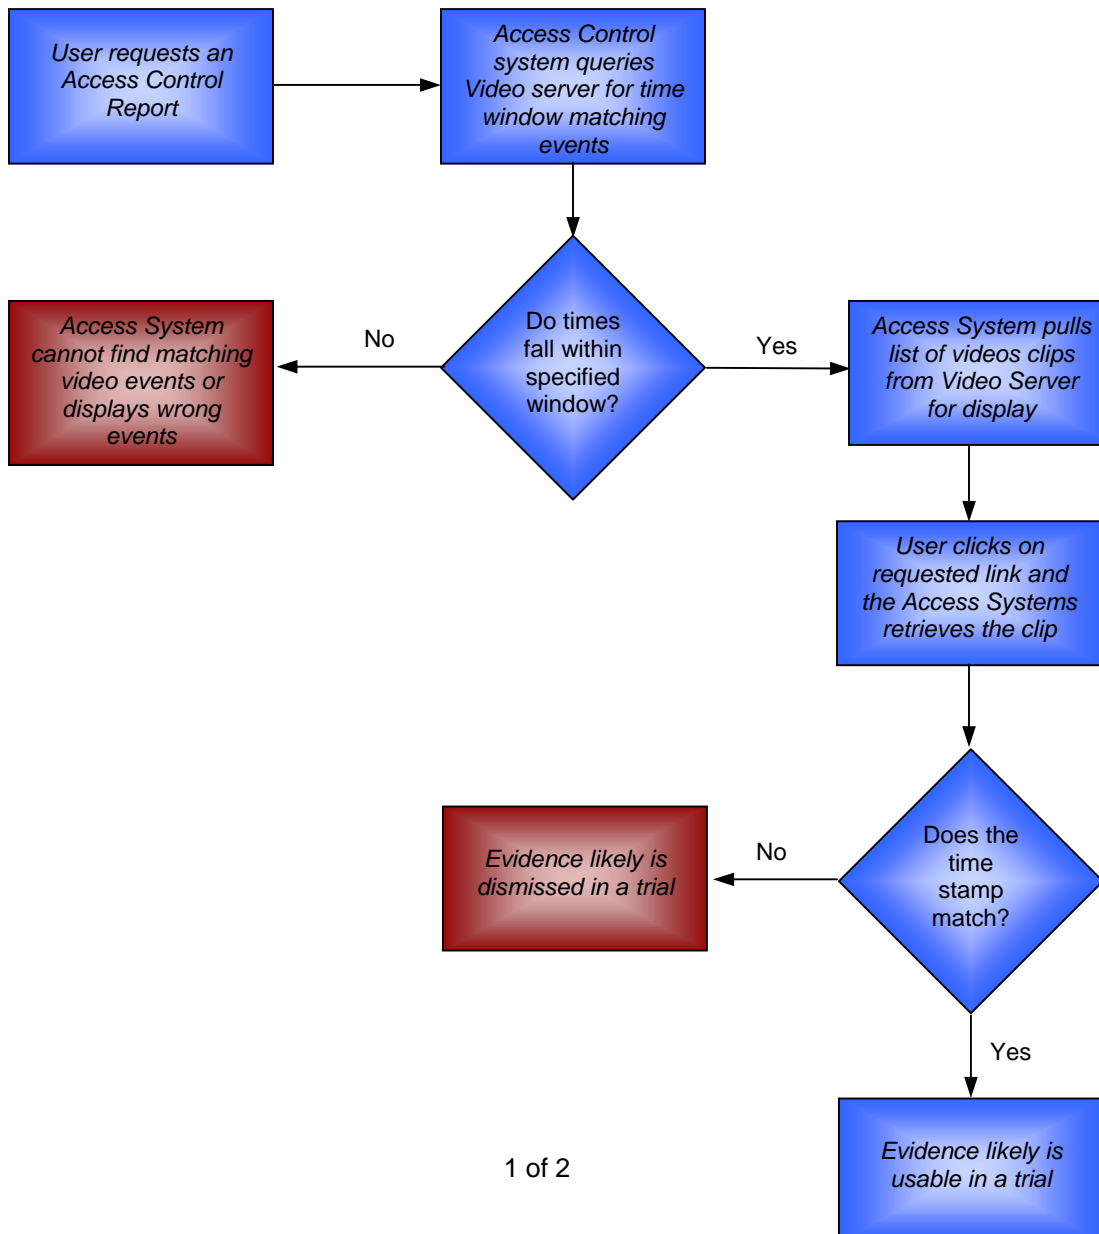 User requests an
Access Control
Report
Access Control
system queries
Video server for time
window matching
events
Access System
cannot find matching
video events or
displays wrong
events
No
Do times
fall within
specified
window?
Yes
Access System pulls
list of videos clips
from Video Server
for display
User clicks on
requested link and
the Access Systems
retrieves the clip
Evidence likely is
dismissed in a trial
No
Does the
time
stamp
match?
Yes
Evidence likely is
usable in a trial
1 of 2